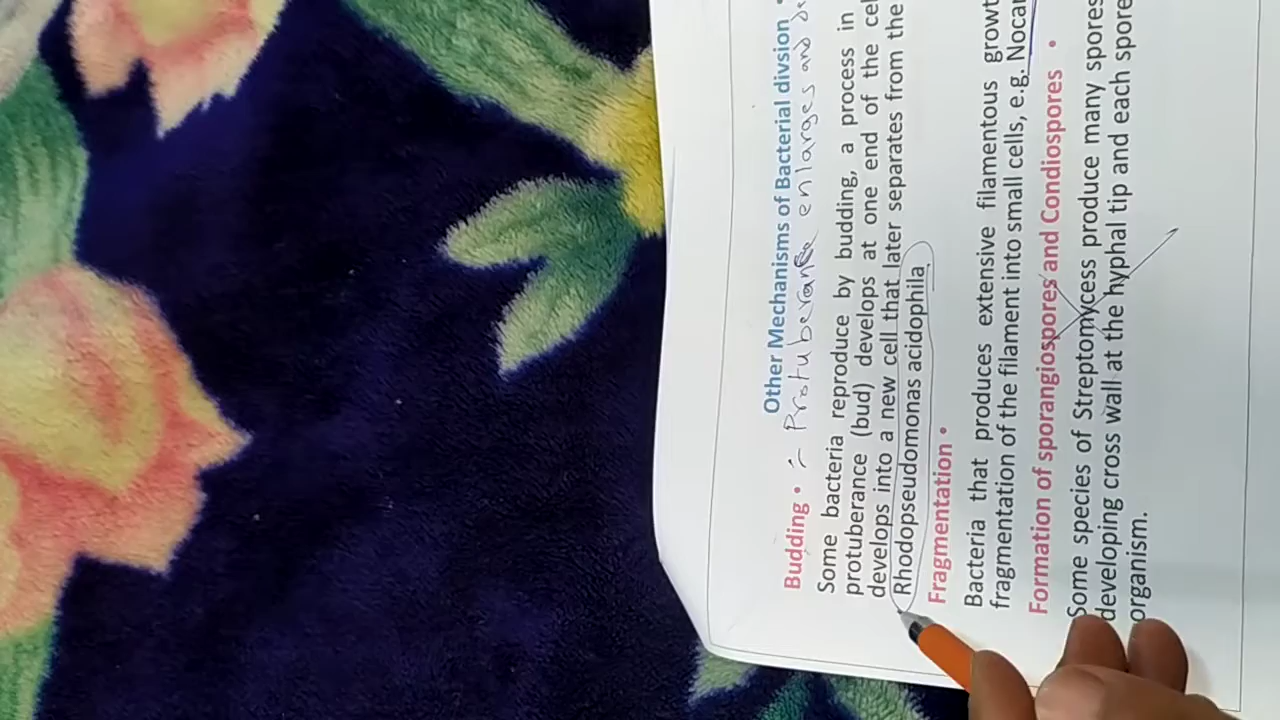 Other Mechanisms of Bacterial divsion •
Budding • :- Protuberance enlarges and
Some bacteria reproduce by budding, a process in
protuberance (bud) develops at one end of the cel
develops into a new cell that later separates from the
Rhodopseudomonas acidophila
Fragmentation •
Bacteria that produces extensive filamentous growt
fragmentation of the filament into small cells, e.g. Nocar
Formation of sporangiospores and Condiospores •
Some species of Streptomycess produce many spores
developing cross wall at the hyphal tip and each spore
organism.